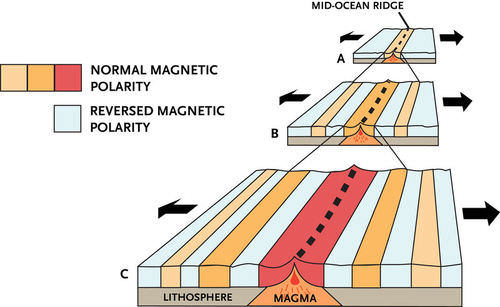 MID-OCEAN RIDGE
A
NORMAL MAGNETIC
POLARITY
REVERSED MAGNETIC
POLARITY
B
C
LITHOSPHERE
MAGMA